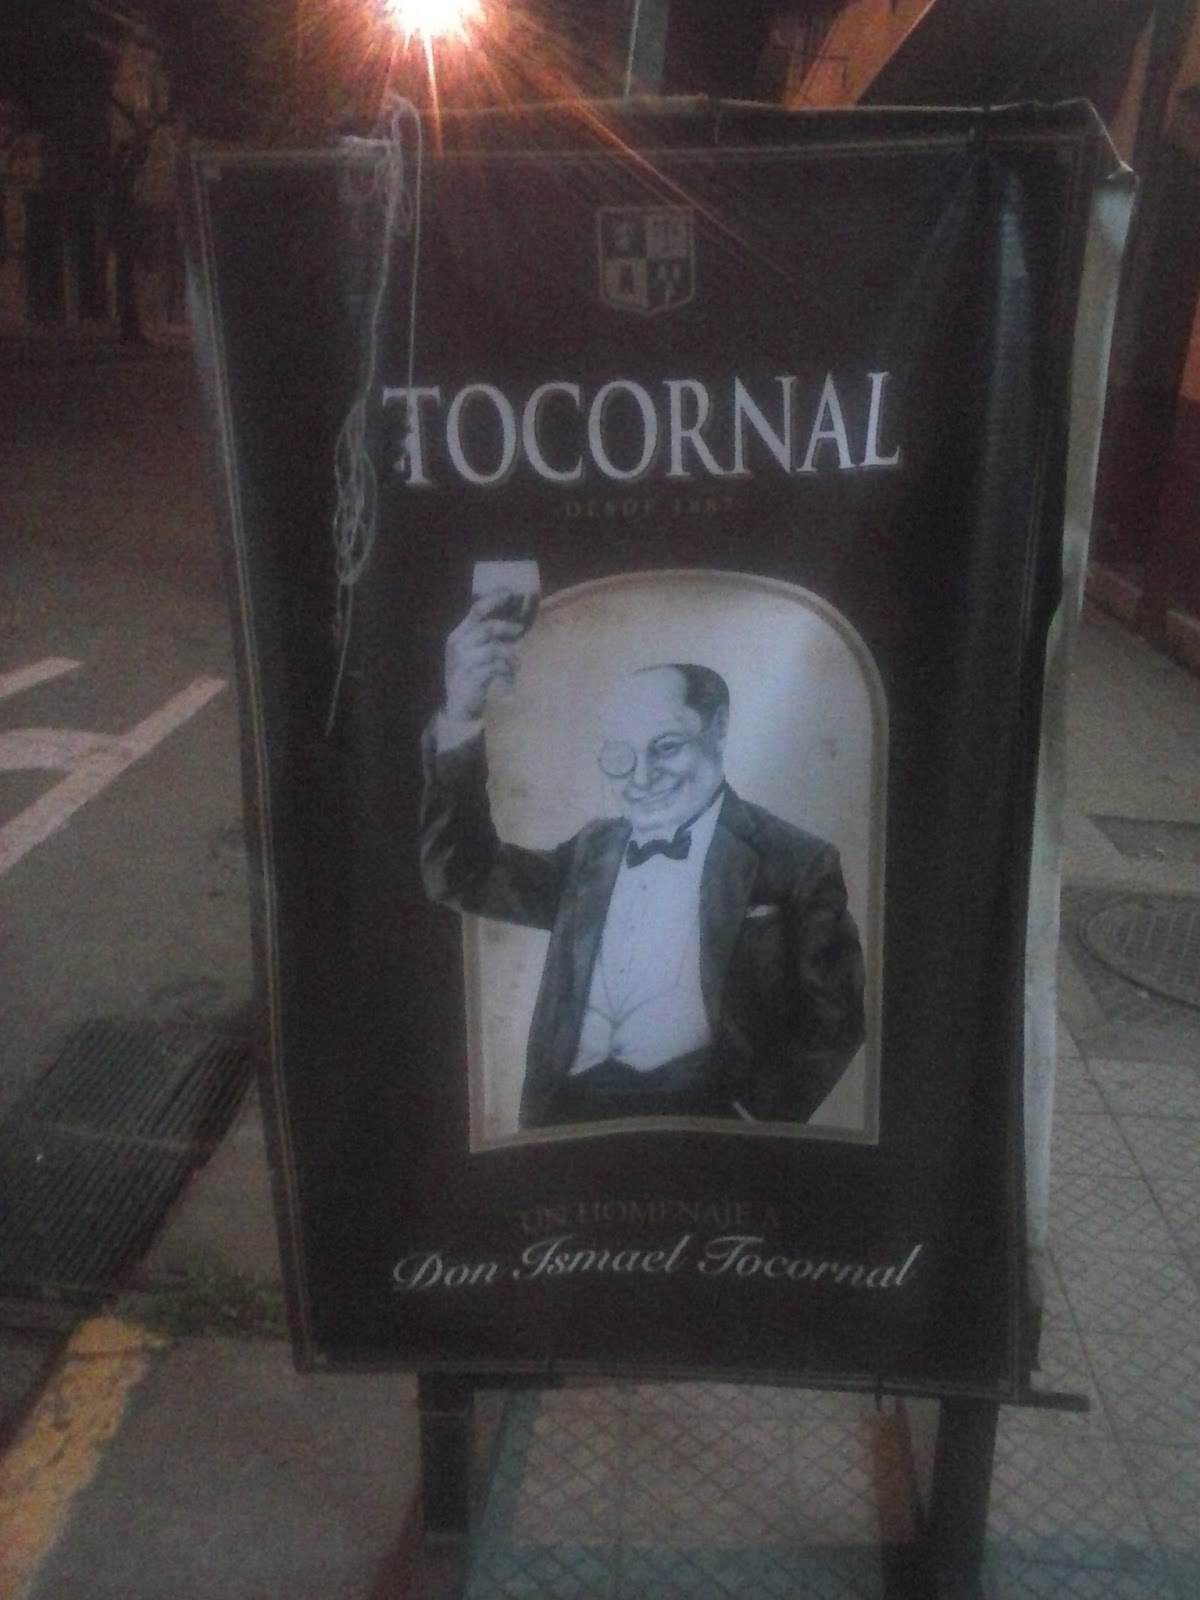 TOCORNAL
DESDE 1887
UN HOMENAJE A
Don Ismael Tocornal